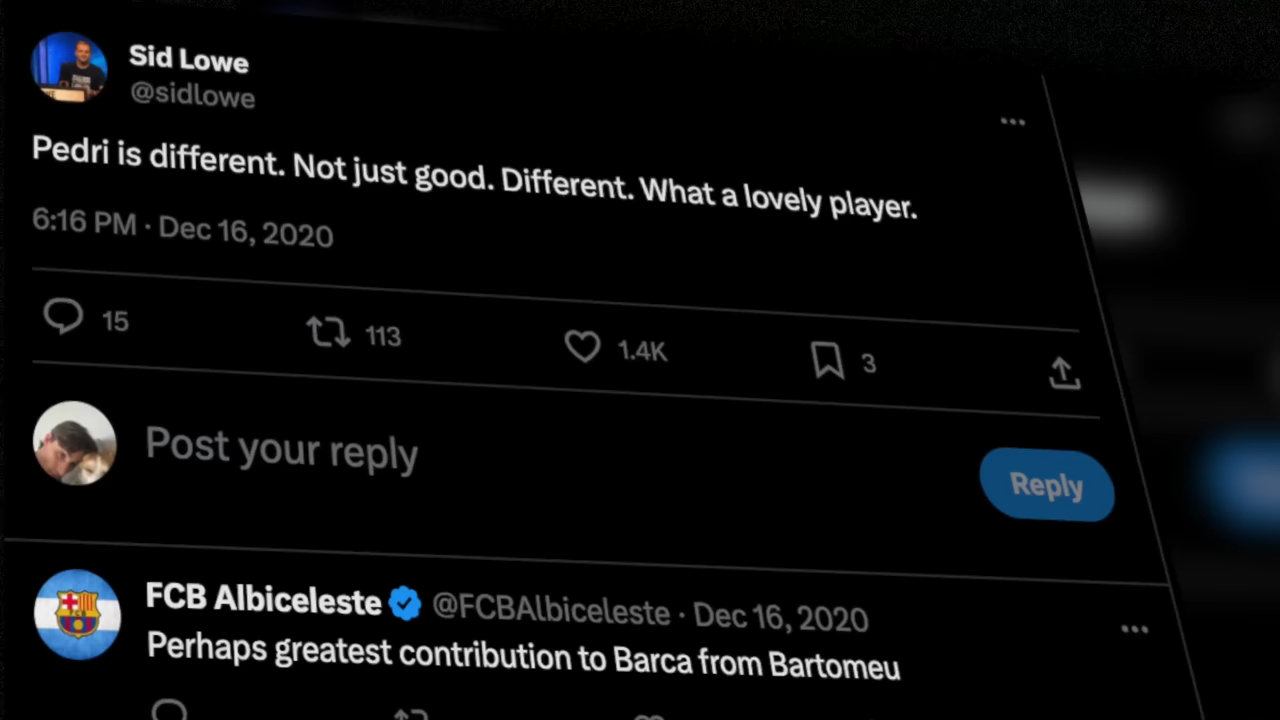 Sid Lowe
@sidlowe
Pedri is different. Not just good. Different. What a lovely player.
6:16 PM · Dec 16, 2020
15 113 1.4K 3
Post your reply
Reply
FCB Albiceleste @FCBAlbiceleste · Dec 16, 2020
Perhaps greatest contribution to Barca from Bartomeu